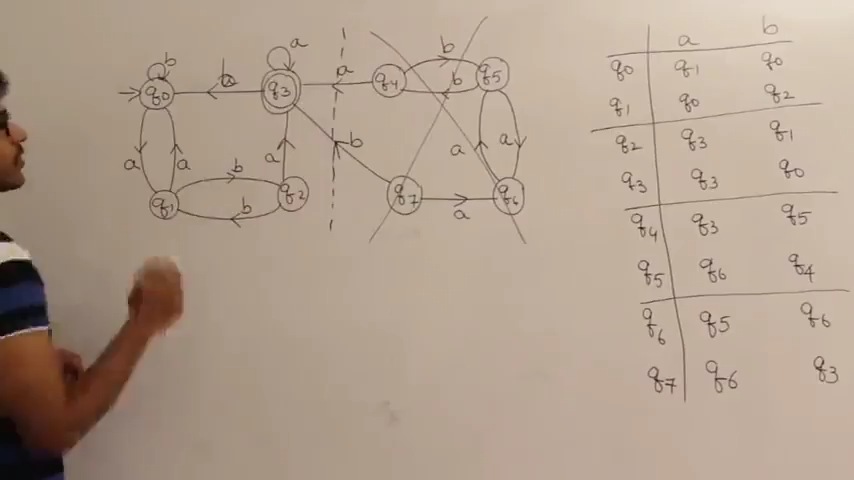 b a a b
a b
q0 b q3 a q4 b q5
a a a b a a
b
q1 b q2 q7 a q6
q0 q1 q0
q1 q0 q2
q2 q3 q1
q3 q3 q0
q4 q3 q5
q5 q6 q4
q6 q5 q6
q7 q6 q3